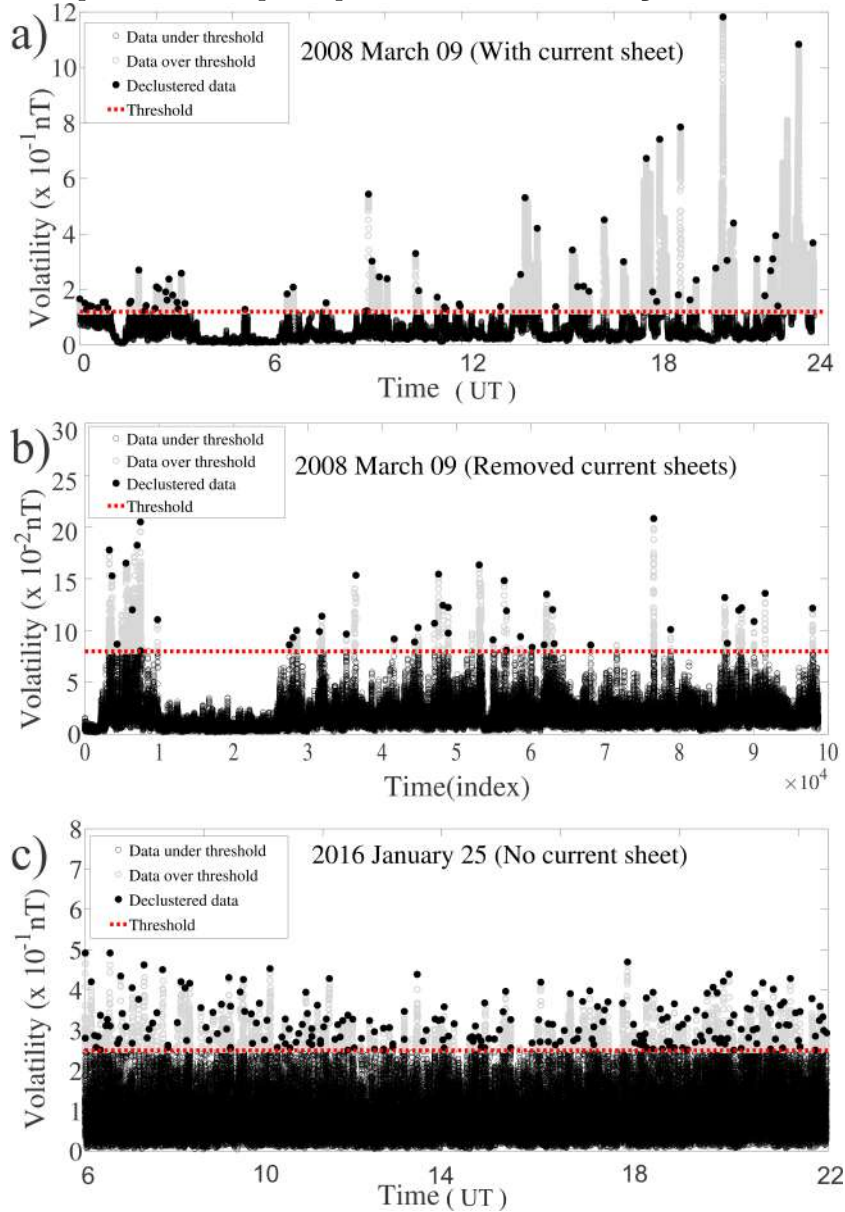 a)
12
10
8
6
4
2
0
Volatility (x 10-1nT)
Data under threshold
Data over threshold
Declustered data
Threshold
2008 March 09 (With current sheet)
0 6 12 18 24
Time (UT)
b)
30
25
20
15
10
5
0
Volatility (x 10-2nT)
Data under threshold
Data over threshold
Declustered data
Threshold
2008 March 09 (Removed current sheets)
0 1 2 3 4 5 6 7 8 9 10
Time(index) ×10⁴
c)
8
7
6
5
4
3
2
1
0
Volatility (x 10-1nT)
Data under threshold
Data over threshold
Declustered data
Threshold
2016 January 25 (No current sheet)
6 10 14 18 22
Time (UT)